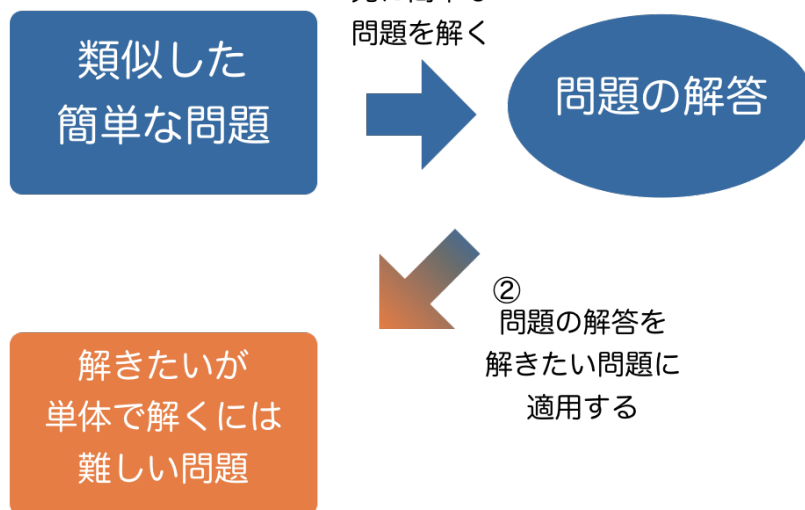 類似した
簡単な問題
問題を解く
問題の解答
②
問題の解答を
解きたい問題に
適用する
解きたいが
単体で解くには
難しい問題